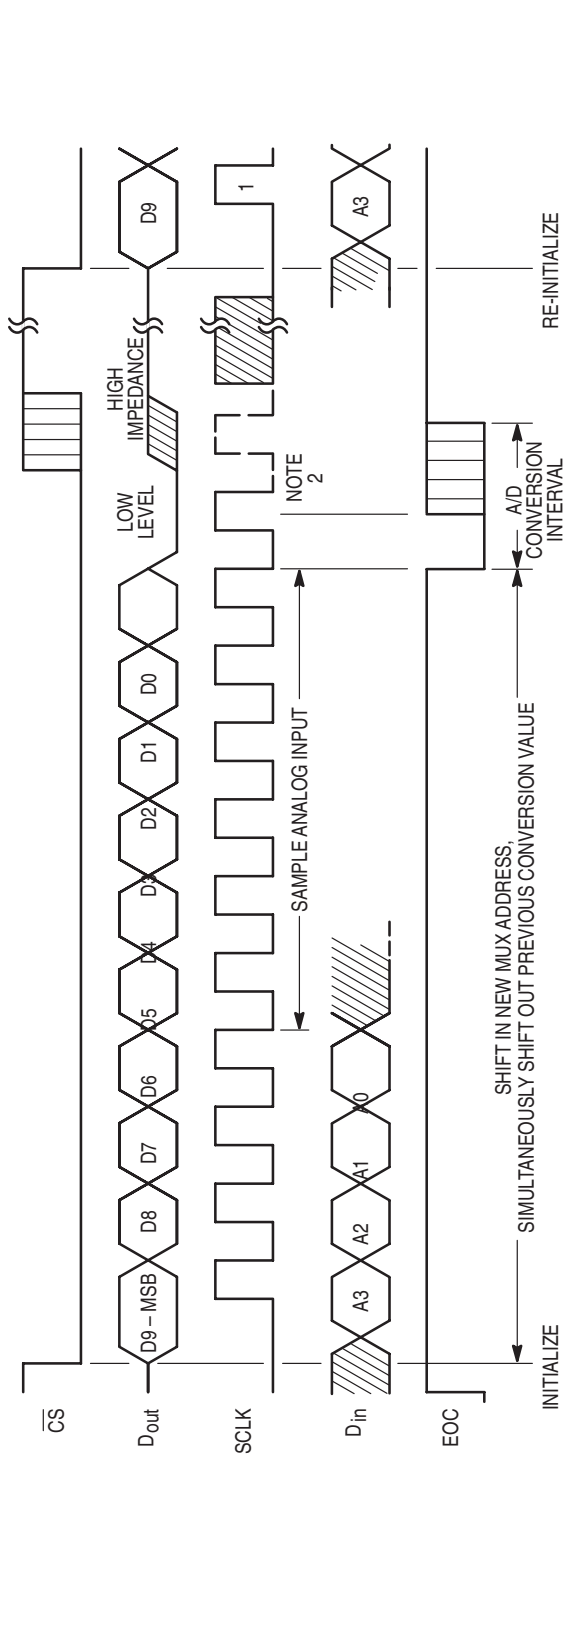 CS
Dout
D9 – MSB
D8
D7
D6
D5
D4
D3
D2
D1
D0
LOW
LEVEL
HIGH
IMPEDANCE
D9
SCLK
1
SAMPLE ANALOG INPUT
NOTE
2
Din
A3
A2
A1
A0
A3
EOC
SHIFT IN NEW MUX ADDRESS,
SIMULTANEOUSLY SHIFT OUT PREVIOUS CONVERSION VALUE
A/D
CONVERSION
INTERVAL
INITIALIZE
RE-INITIALIZE